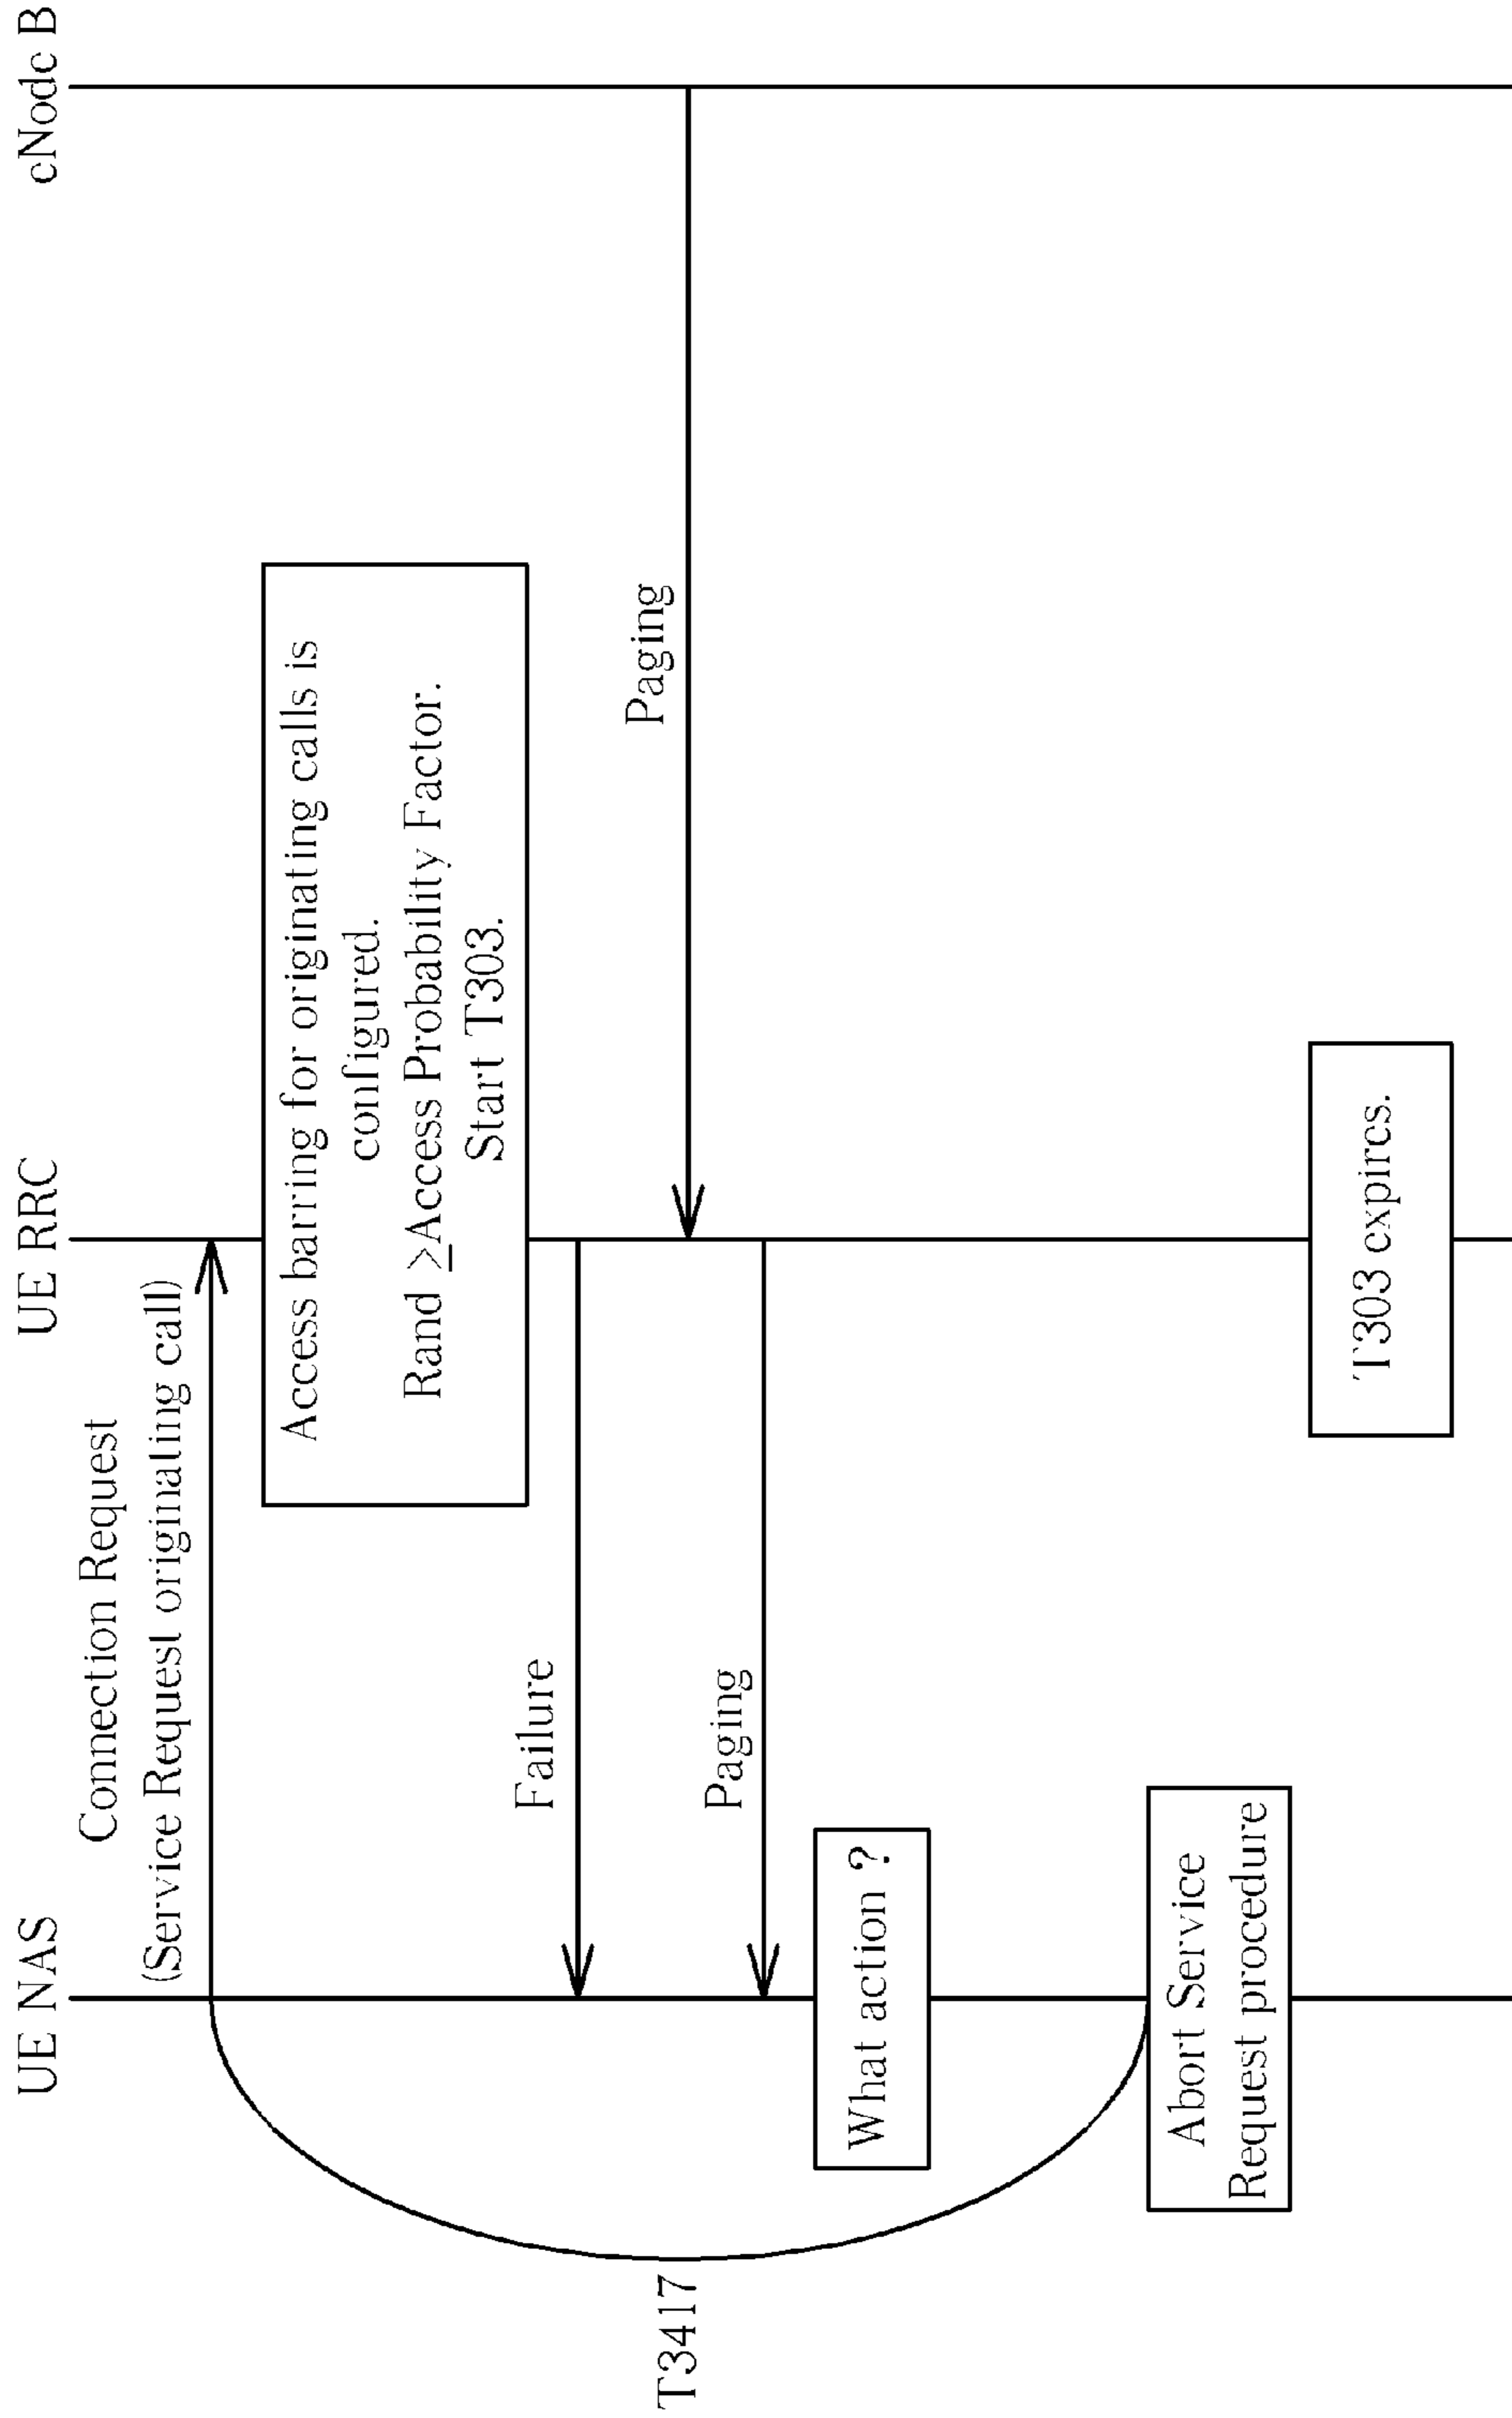 UE NAS
UE RRC
eNode B
Connection Request
(Service Request originating call)
Access barring for originating calls is
configured.
Rand ≥Access Probability Factor.
Start T303.
Failure
Paging
Paging
T3417
What action ?
Abort Service
Request procedure
T303 expires.